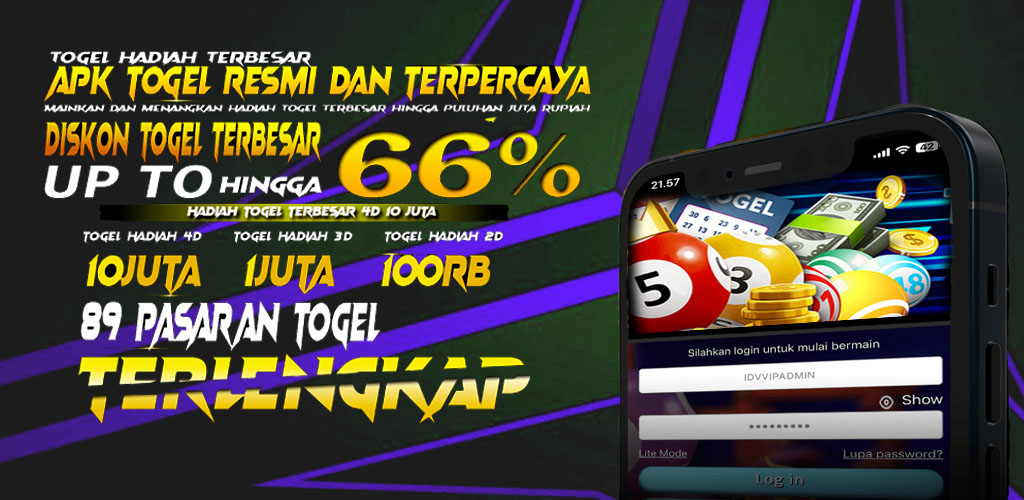 TOGEL HADIAH TERBESAR
APK TOGEL RESMI DAN TERPERCAYA
MAINKAN DAN MENANGKAN HADIAH TOGEL TERBESAR HINGGA PULUHAN JUTA RUPIAH
DISKON TOGEL TERBESAR
UP TO HINGGA 66%
HADIAH TOGEL TERBESAR 4D 10 JUTA
TOGEL HADIAH 4D TOGEL HADIAH 3D TOGEL HADIAH 2D
10JUTA 1JUTA 100RB
89 PASARAN TOGEL
TERLENGKAP
21.57 42
TOGEL
5 3 18
Silahkan login untuk mulai bermain
IDVVIPADMIN
Show
•••••••••
Lite Mode Lupa password?
Log in